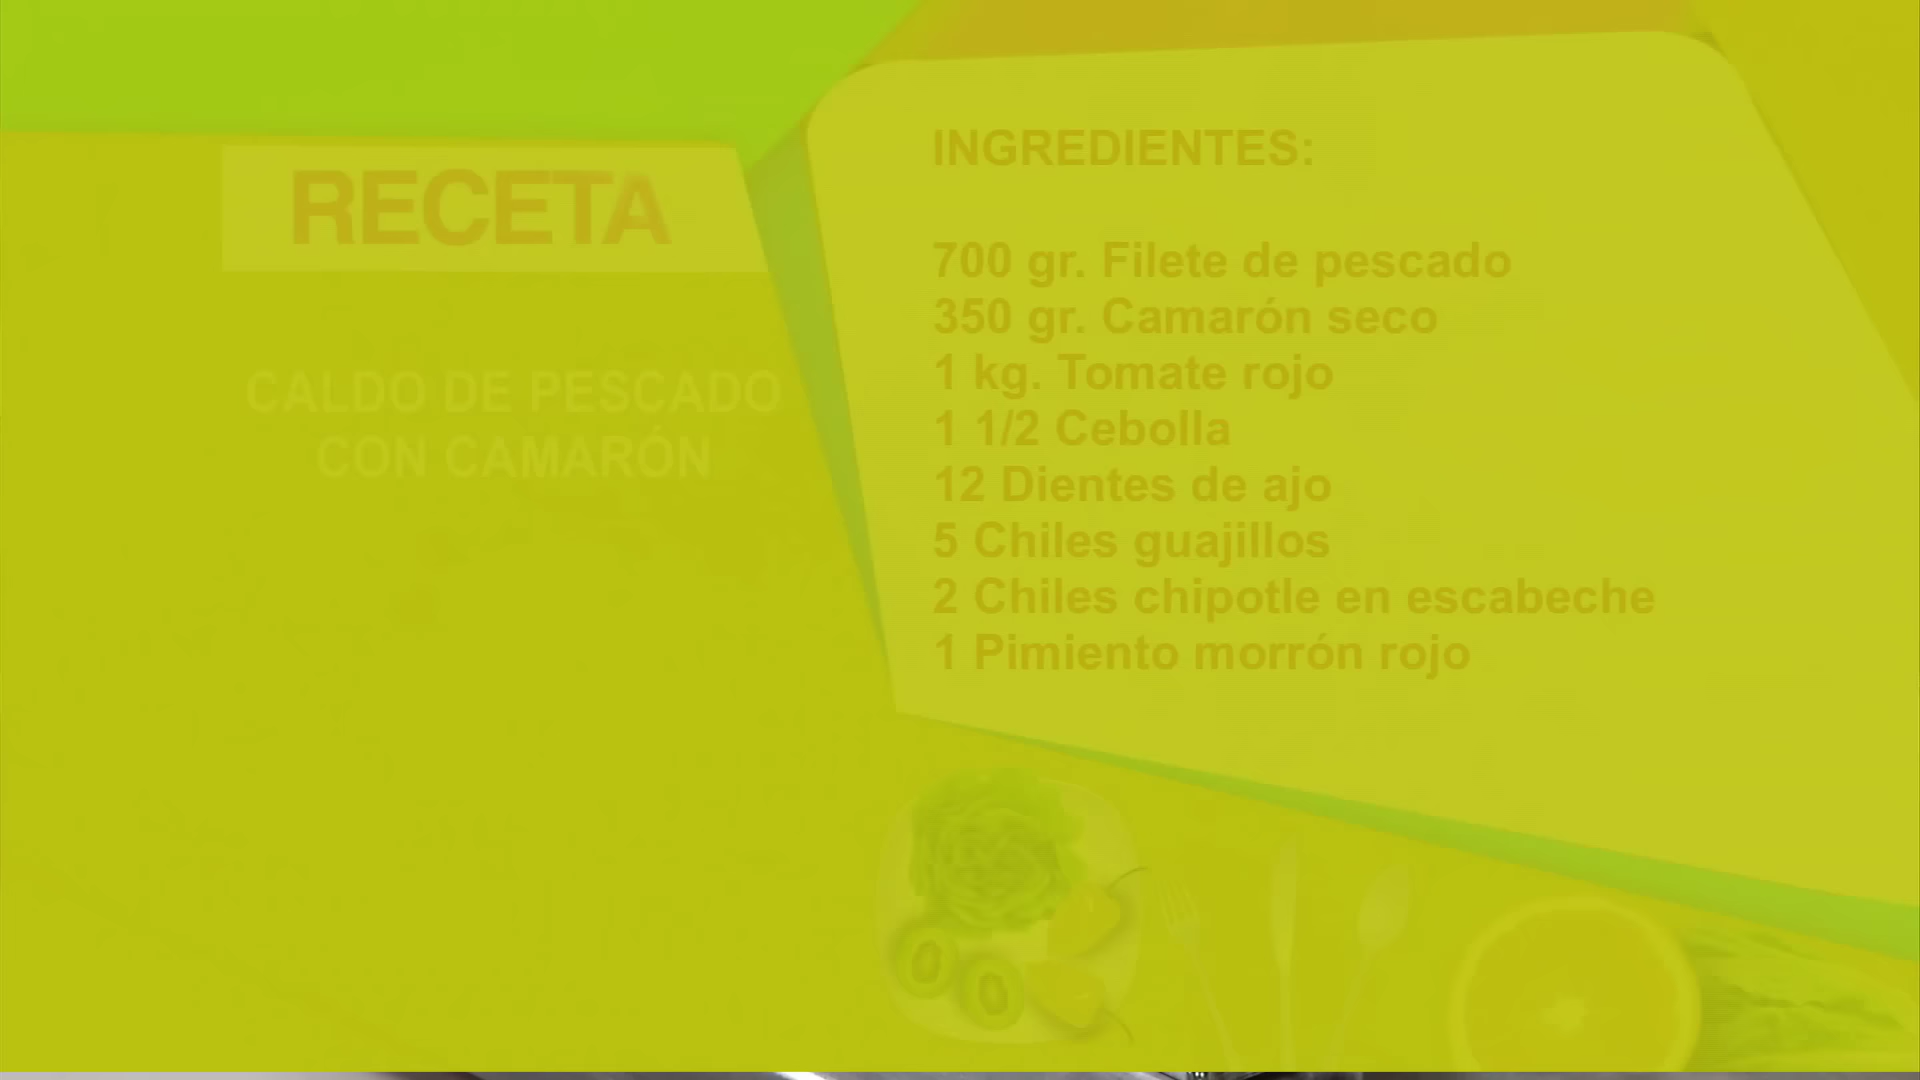 RECETA
CALDO DE PESCADO
CON CAMARÓN
INGREDIENTES:
700 gr. Filete de pescado
350 gr. Camarón seco
1 kg. Tomate rojo
1 1/2 Cebolla
12 Dientes de ajo
5 Chiles guajillos
2 Chiles chipotle en escabeche
1 Pimiento morrón rojo